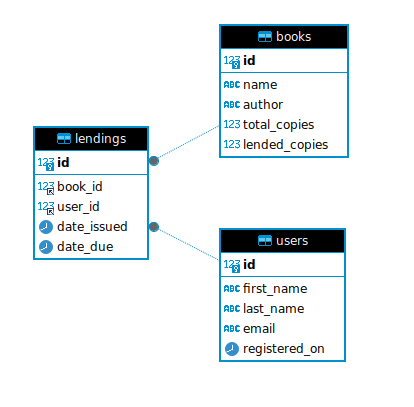 books
123 id
ABC name
ABC author
123 total_copies
123 lended_copies
lendings
123 id
123 book_id
123 user_id
date_issued
date_due
users
123 id
ABC first_name
ABC last_name
ABC email
registered_on